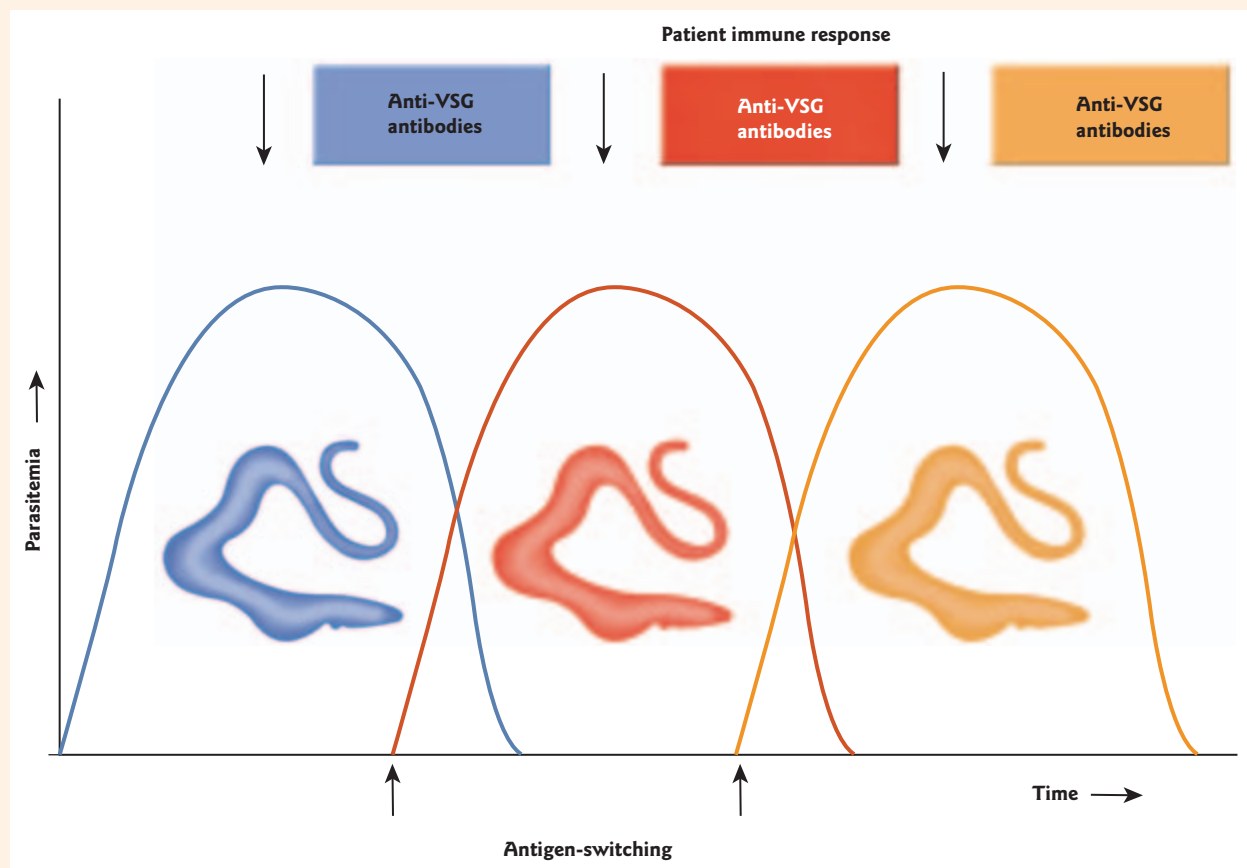 Patient immune response
Anti-VSG
antibodies
Anti-VSG
antibodies
Anti-VSG
antibodies
Parasitemia
Time
Antigen-switching